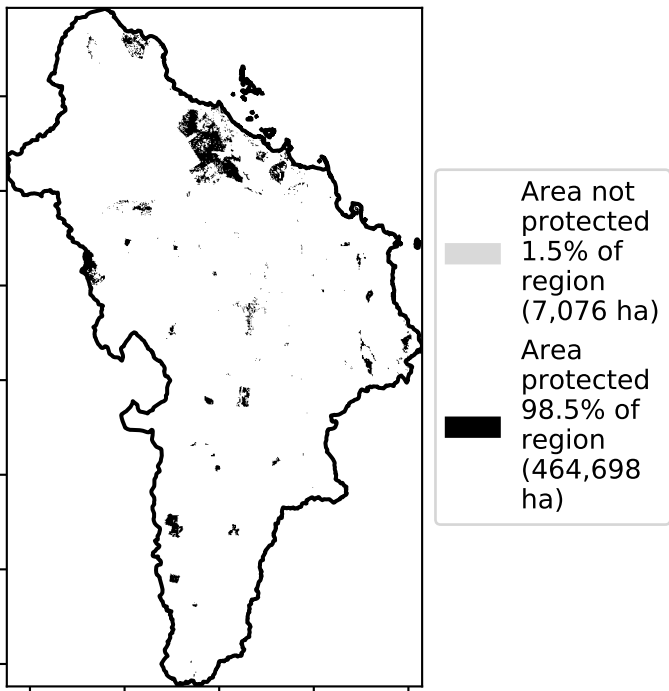 Area not
protected
1.5% of
region
(7,076 ha)
Area
protected
98.5% of
region
(464,698
ha)